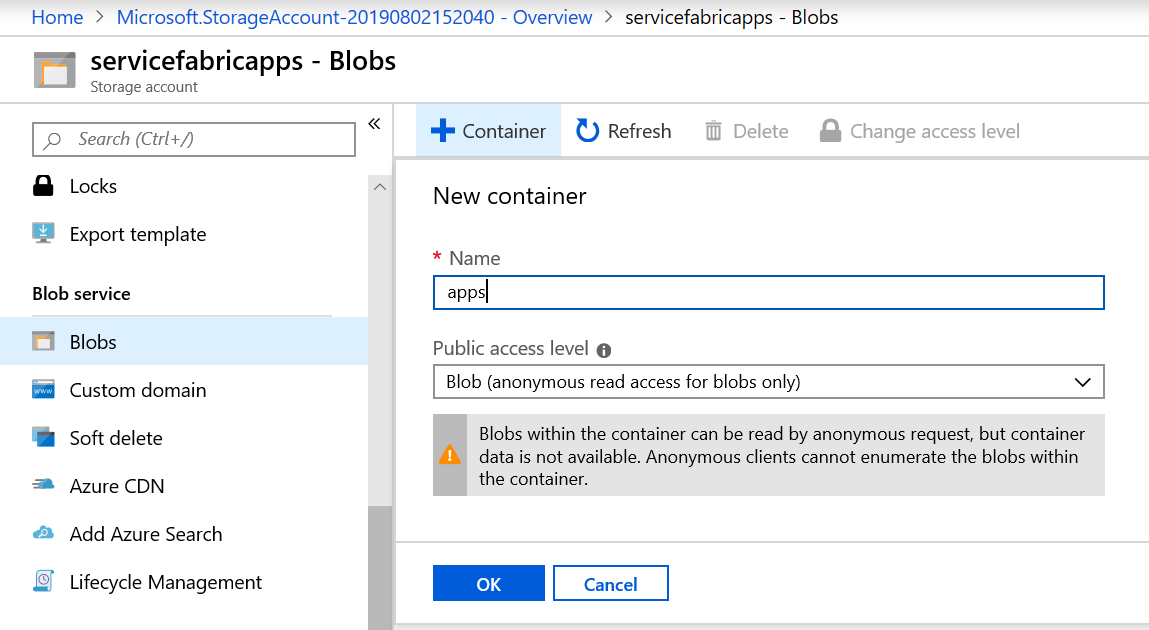 Home > Microsoft.StorageAccount-20190802152040 - Overview > servicefabricapps - Blobs
servicefabricapps - Blobs
Storage account
Search (Ctrl+/)
«
Locks
Export template
Blob service
Blobs
Custom domain
Soft delete
Azure CDN
Add Azure Search
Lifecycle Management
Container Refresh Delete Change access level
New container
* Name
apps
Public access level
Blob (anonymous read access for blobs only)
Blobs within the container can be read by anonymous request, but container
data is not available. Anonymous clients cannot enumerate the blobs within
the container.
OK Cancel